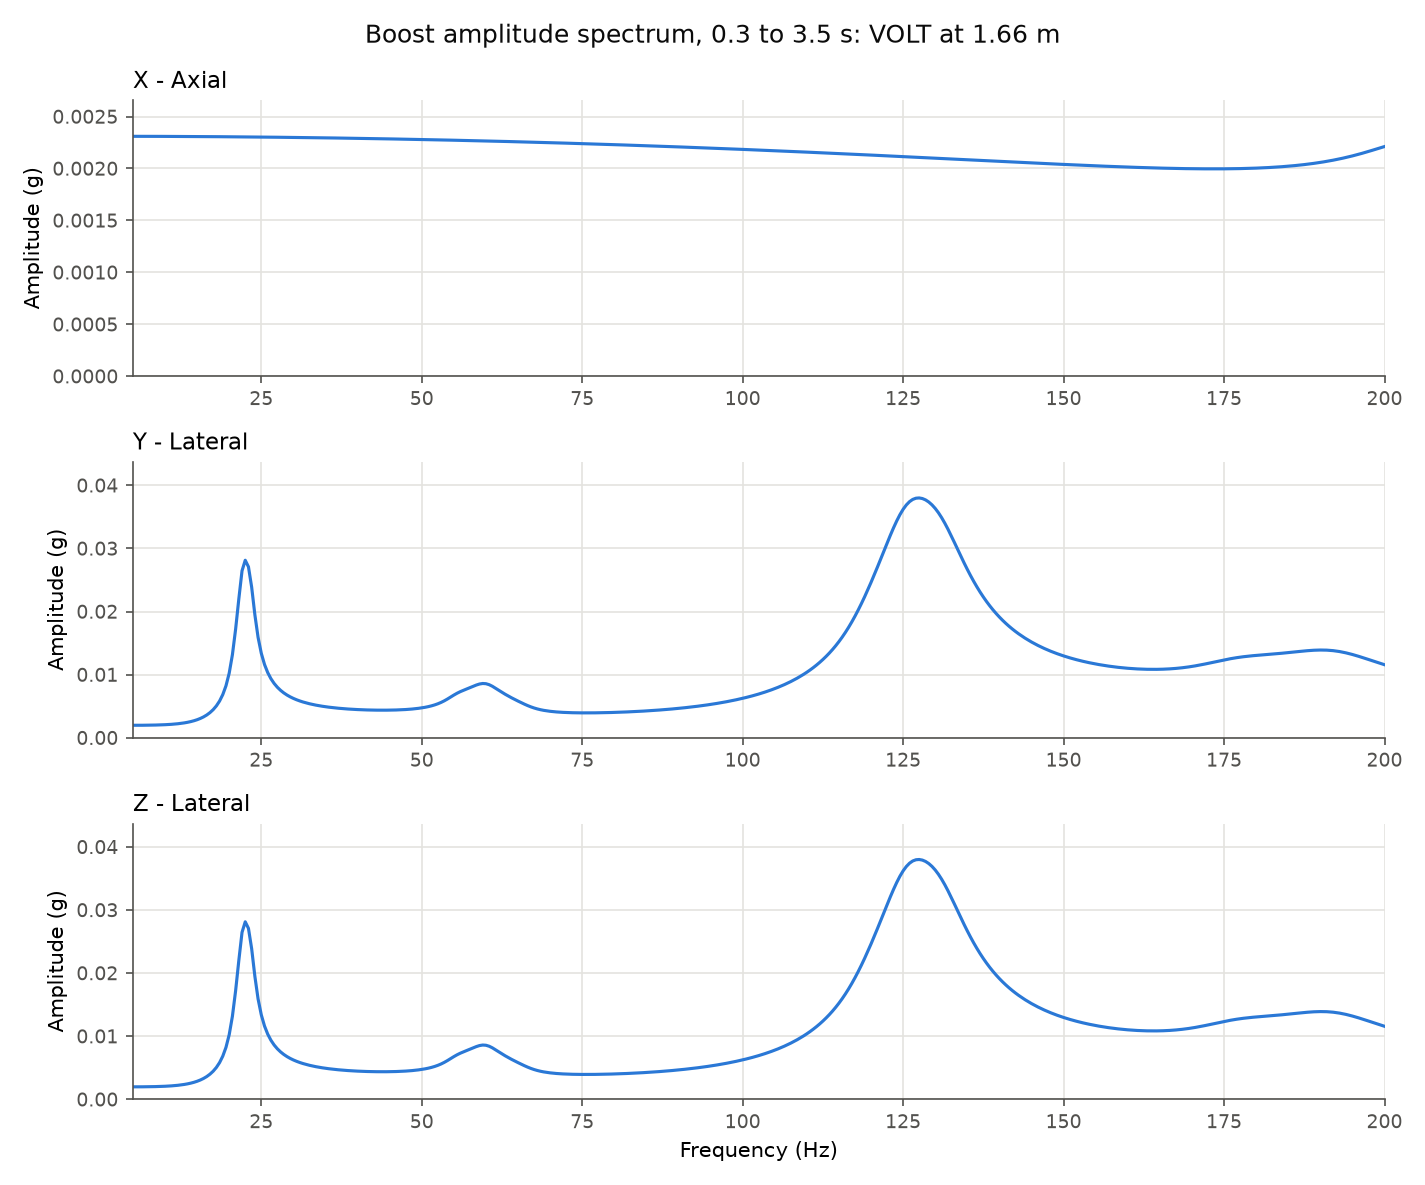 Boost amplitude spectrum, 0.3 to 3.5 s: VOLT at 1.66 m
X - Axial
Amplitude (g)
0.0025
0.0020
0.0015
0.0010
0.0005
0.0000
25 50 75 100 125 150 175 200
Y - Lateral
Amplitude (g)
0.04
0.03
0.02
0.01
0.00
25 50 75 100 125 150 175 200
Z - Lateral
Amplitude (g)
0.04
0.03
0.02
0.01
0.00
25 50 75 100 125 150 175 200
Frequency (Hz)